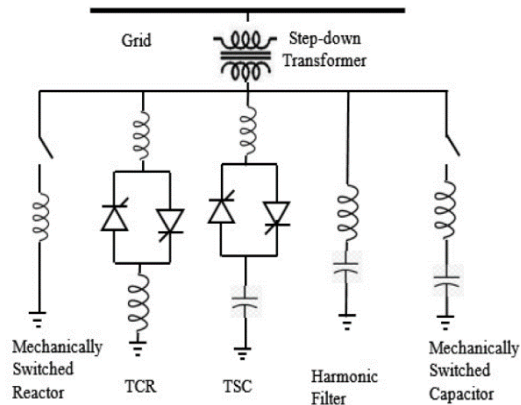 Grid
Step-down
Transformer
Mechanically
Switched
Reactor
TCR
TSC
Harmonic
Filter
Mechanically
Switched
Capacitor